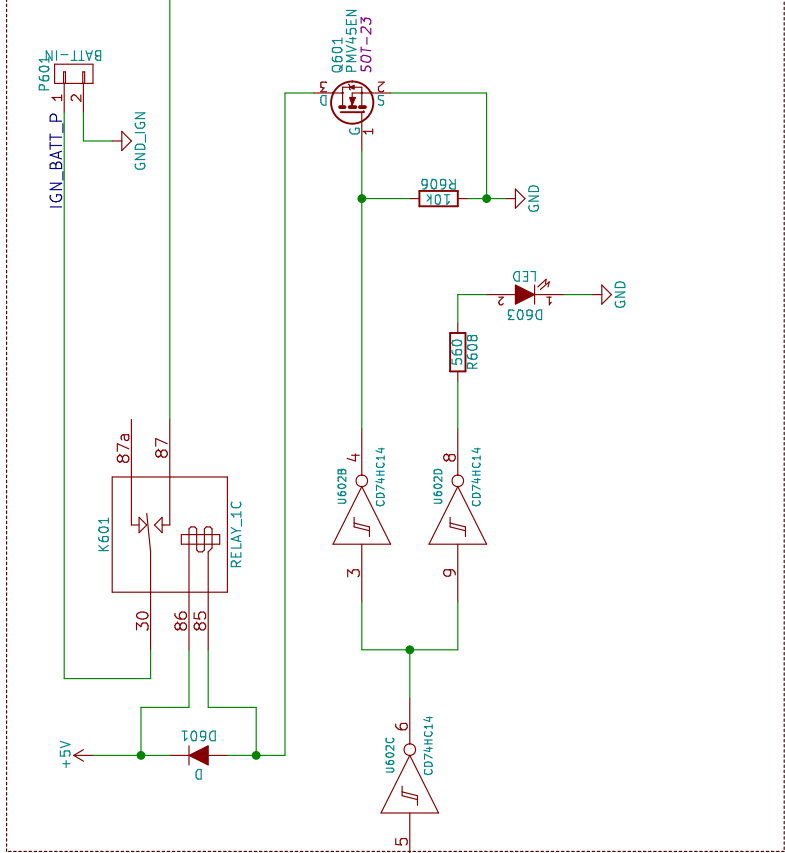 P601
BATT-IN
1
2
IGN_BATT_P
GND_IGN
Q601
PMV45EN
SOT-23
3
D
2
S
G
1
R606
10k
GND
LED
2
1
D603
GND
560
R608
87a
87
K601
RELAY_1C
30
86
85
4
U602B
CD74HC14
3
8
U602D
CD74HC14
9
+5V
D601
D
6
U602C
CD74HC14
5